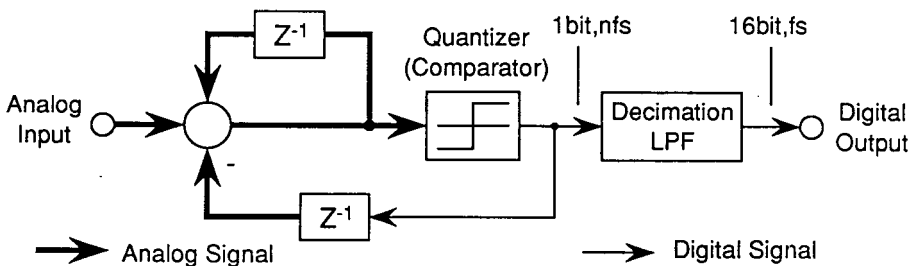 Z-1
Quantizer
(Comparator)
1bit,nfs
16bit,fs
Analog
Input
Decimation
LPF
Digital
Output
-
Z-1
Analog Signal
Digital Signal